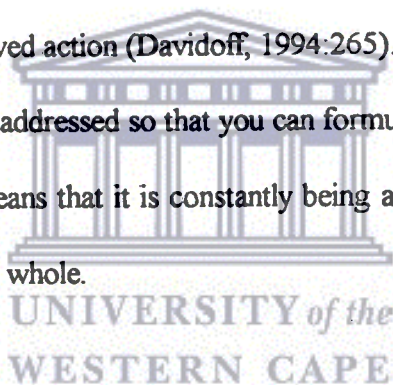 ved action (Davidoff, 1994:265).
addressed so that you can formu
eans that it is constantly being a
whole.
UNIVERSITY of the
WESTERN CAPE